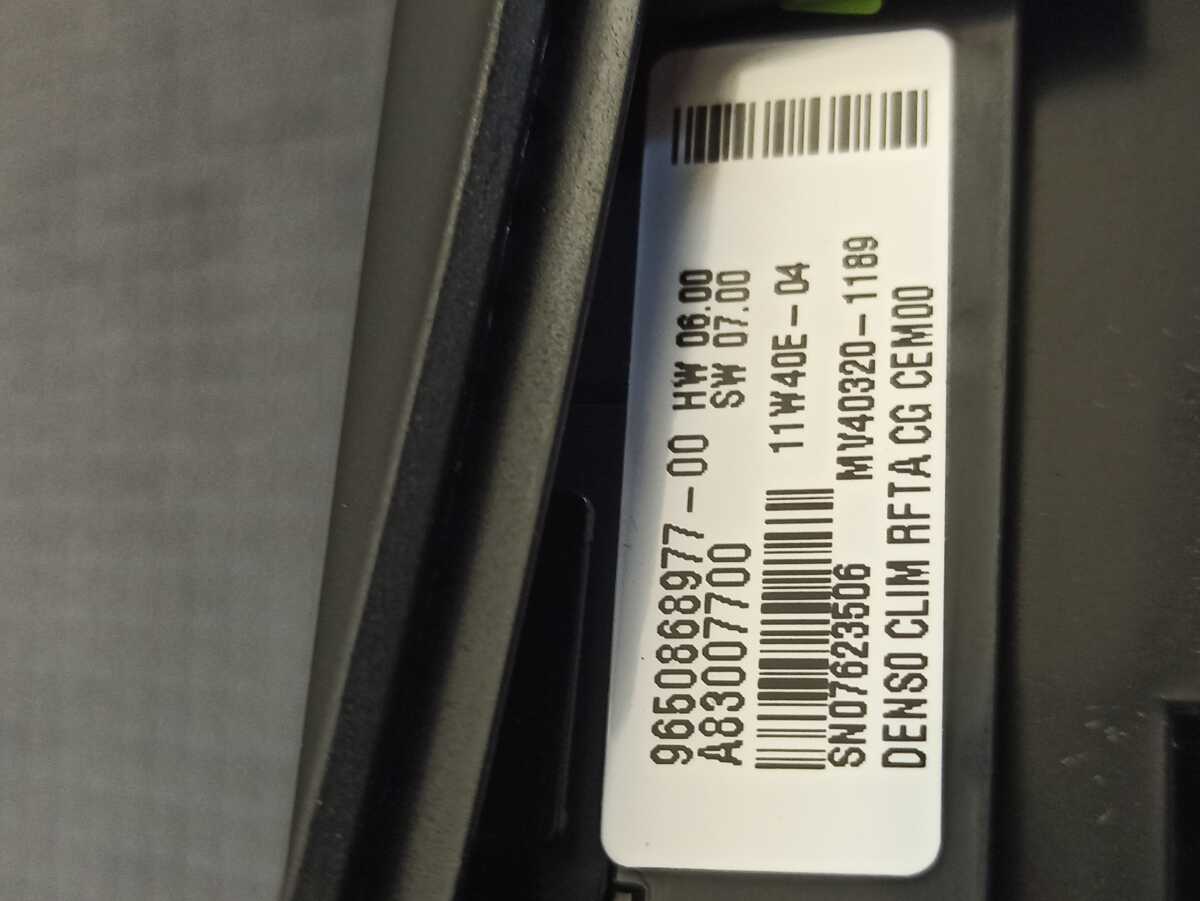 9650868977-00 HW 06.00
A83007700 SW 07.00
11W40E-04
SN07623506 MV40320-1189
DENSO CLIM RFTA CG CEM00